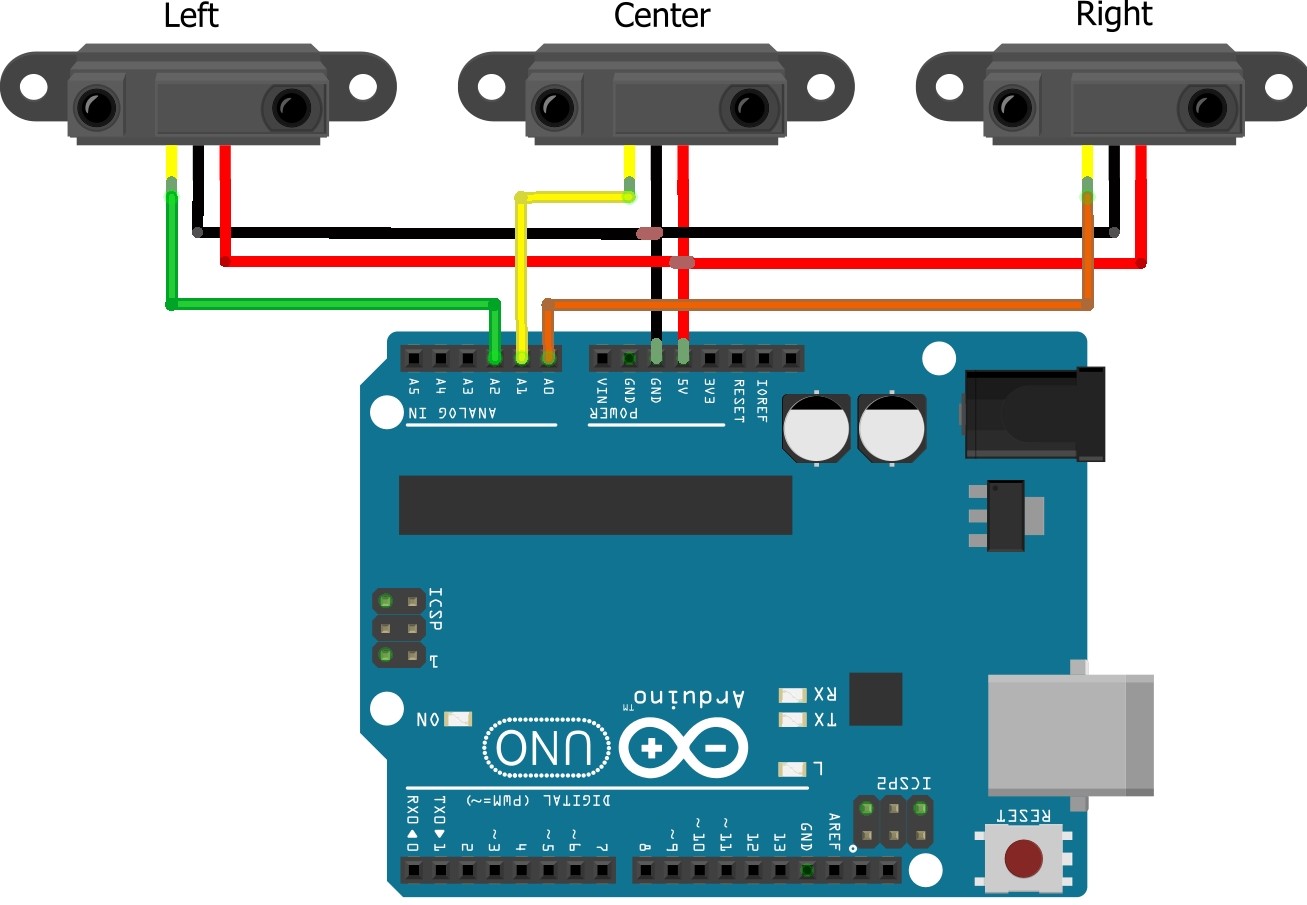 Left
Center
Right
A5
A4
A3
A2
A1
A0
VIN
GND
GND
5V
3V3
RESET
IOREF
ANALOG IN
POWER
ICSP
1
ON
Arduino™
RX
TX
UNO
L
ICSP2
RESET
DIGITAL (PWM=~)
RX0 ◀ 0
TX0 ▶ 1
2
~3
4
~5
~6
7
8
~9
~10
~11
12
13
GND
AREF